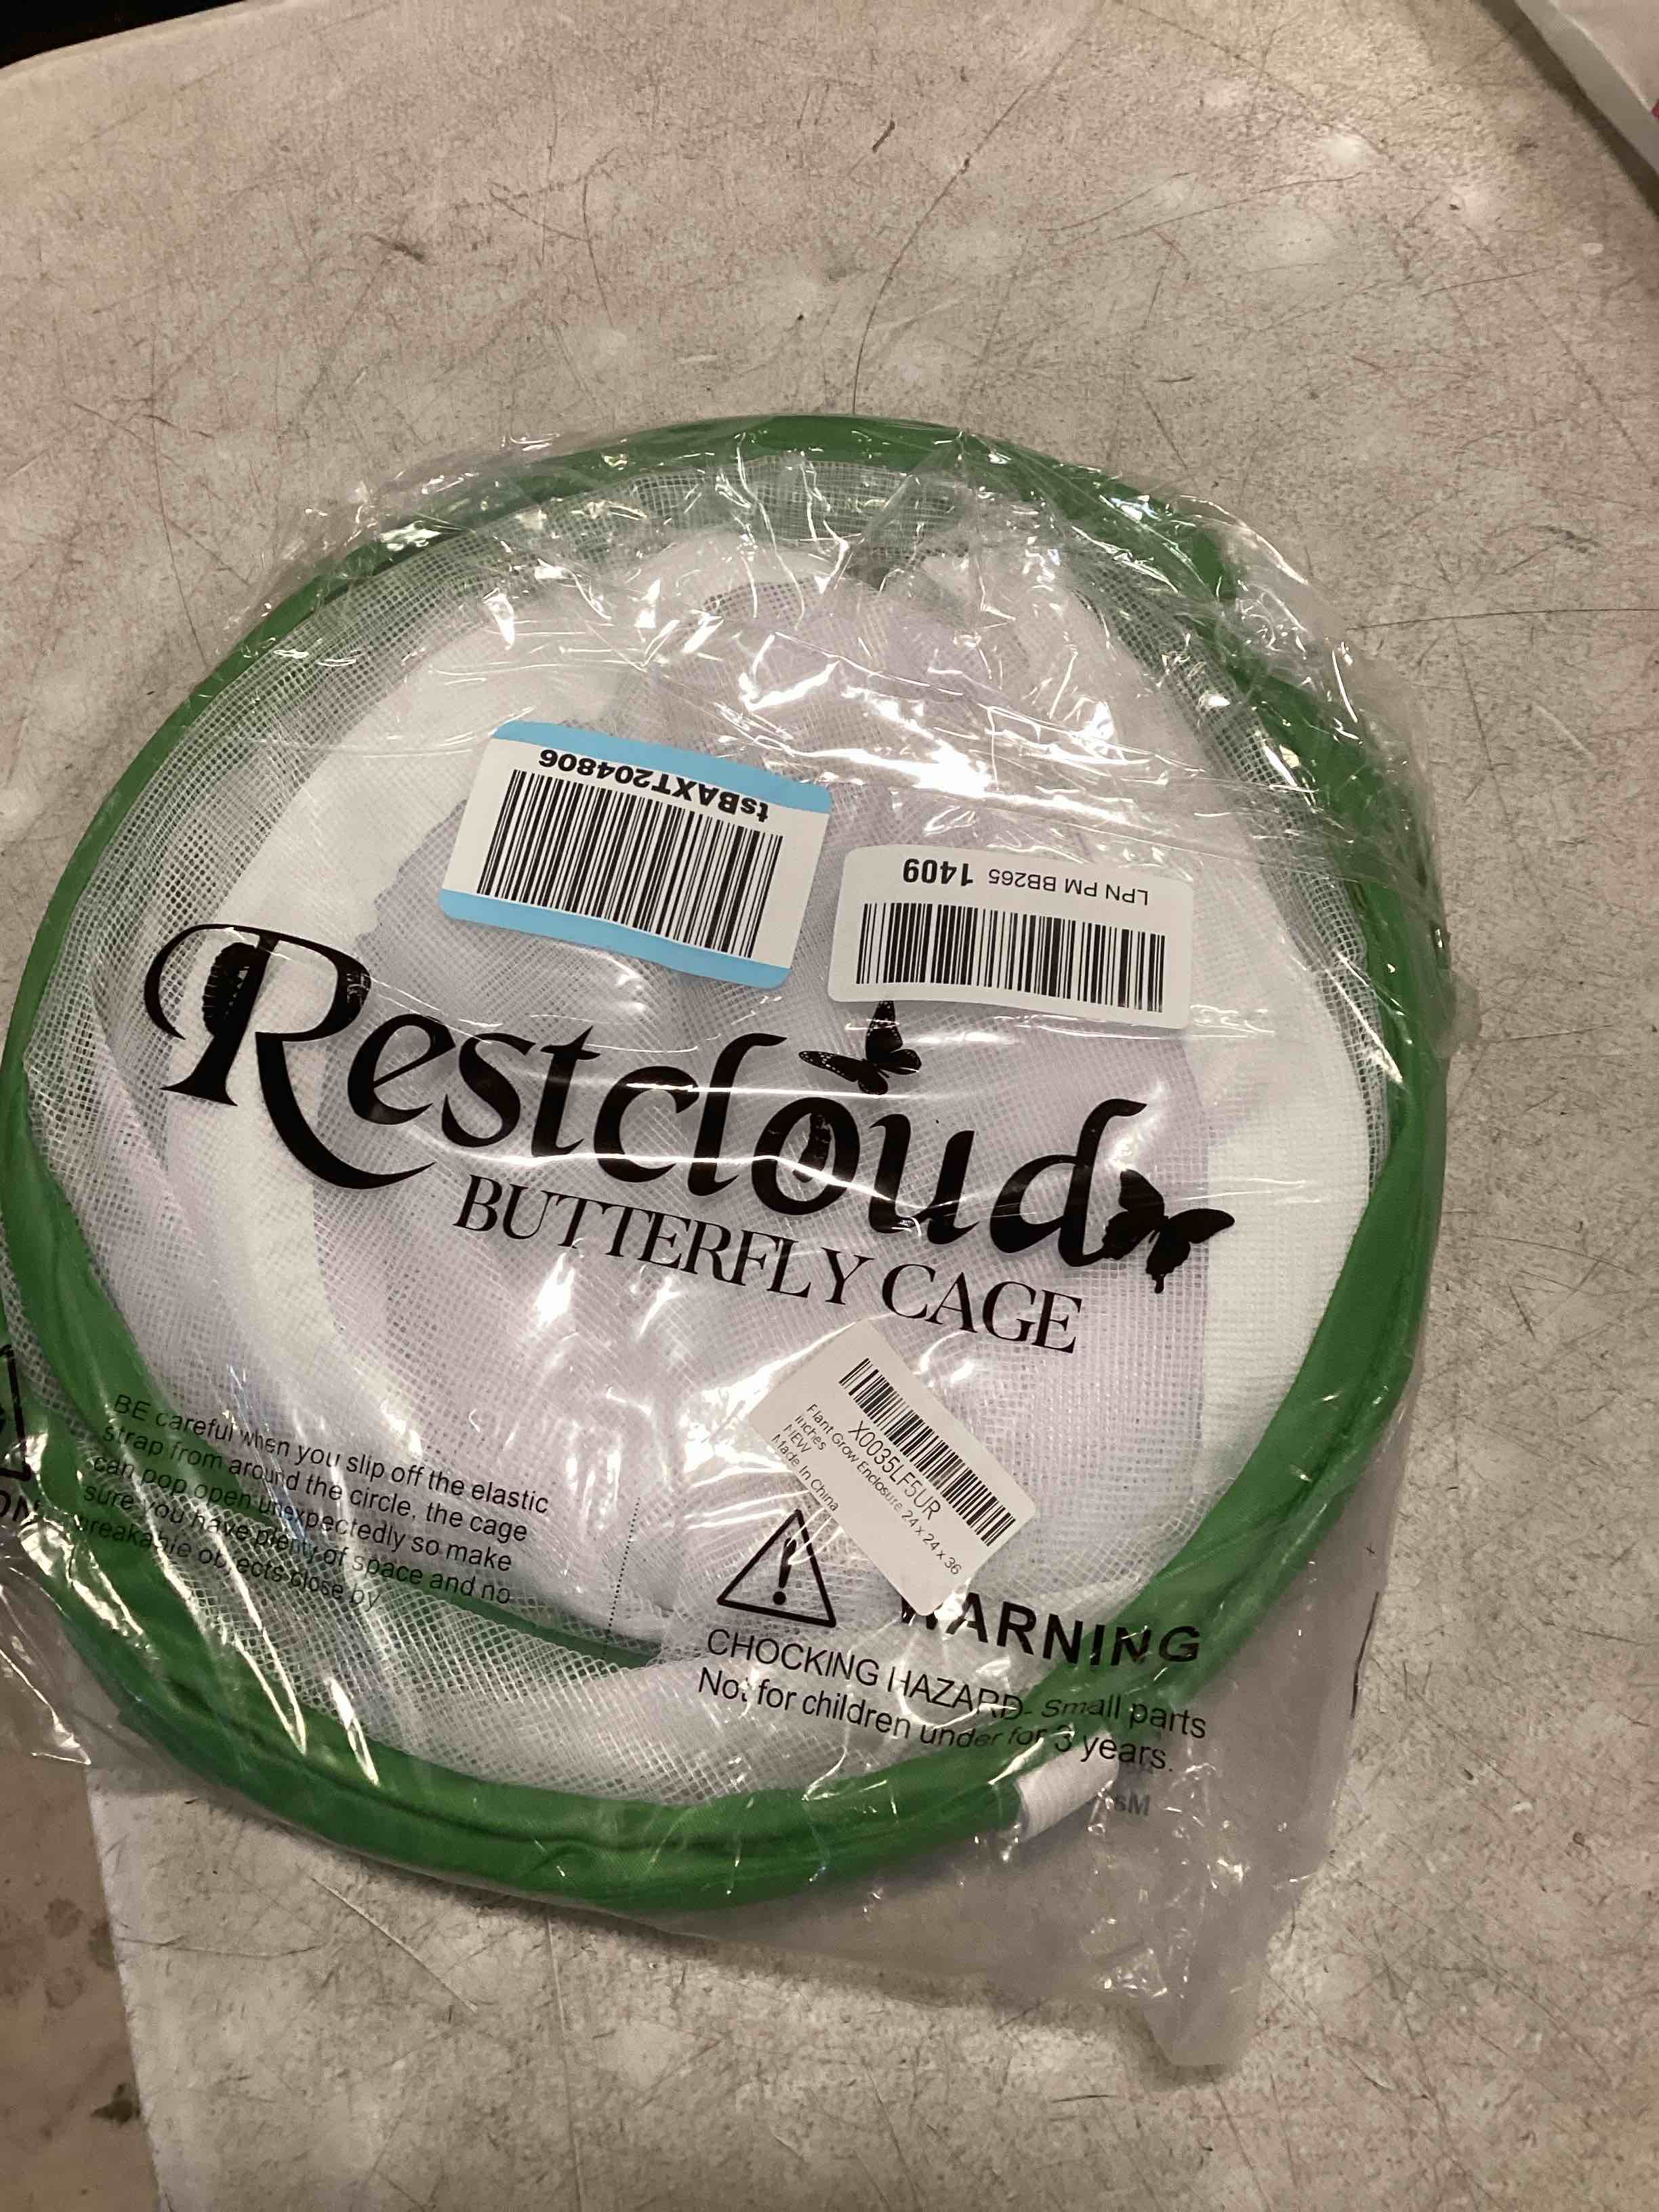 tsBAXT204806
LPN PM BB265 1409
Restcloud
BUTTERFLY CAGE
X0035LF5UR
Plant Grow Enclosure, 24 x 24 x 36
inches
NEW
Made In China
BE careful when you slip off the elastic
strap from around the circle, the cage
can pop open unexpectedly so make
sure you have plenty of space and no
breakable objects close by
WARNING
CHOCKING HAZARD- Small parts
Not for children under for 3 years.